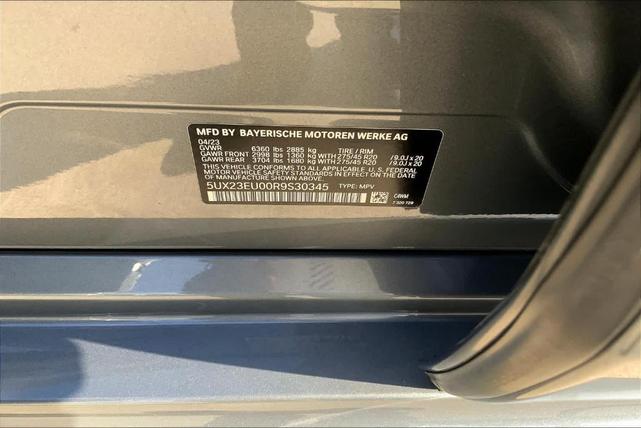 MFD BY BAYERISCHE MOTOREN WERKE AG
04/23
GVWR 6360 lbs 2885 kg TIRE / RIM
GAWR FRONT 2998 lbs 1360 kg WITH 275/45 R20 /9.0J x 20
GAWR REAR 3704 lbs 1680 kg WITH 275/45 R20 /9.0J x 20
THIS VEHICLE CONFORMS TO ALL APPLICABLE U.S. FEDERAL
MOTOR VEHICLE SAFETY STANDARDS IN EFFECT ON THE
DATE OF MANUFACTURE SHOWN ABOVE.
5UX23EU00R9S30345 TYPE: MPV